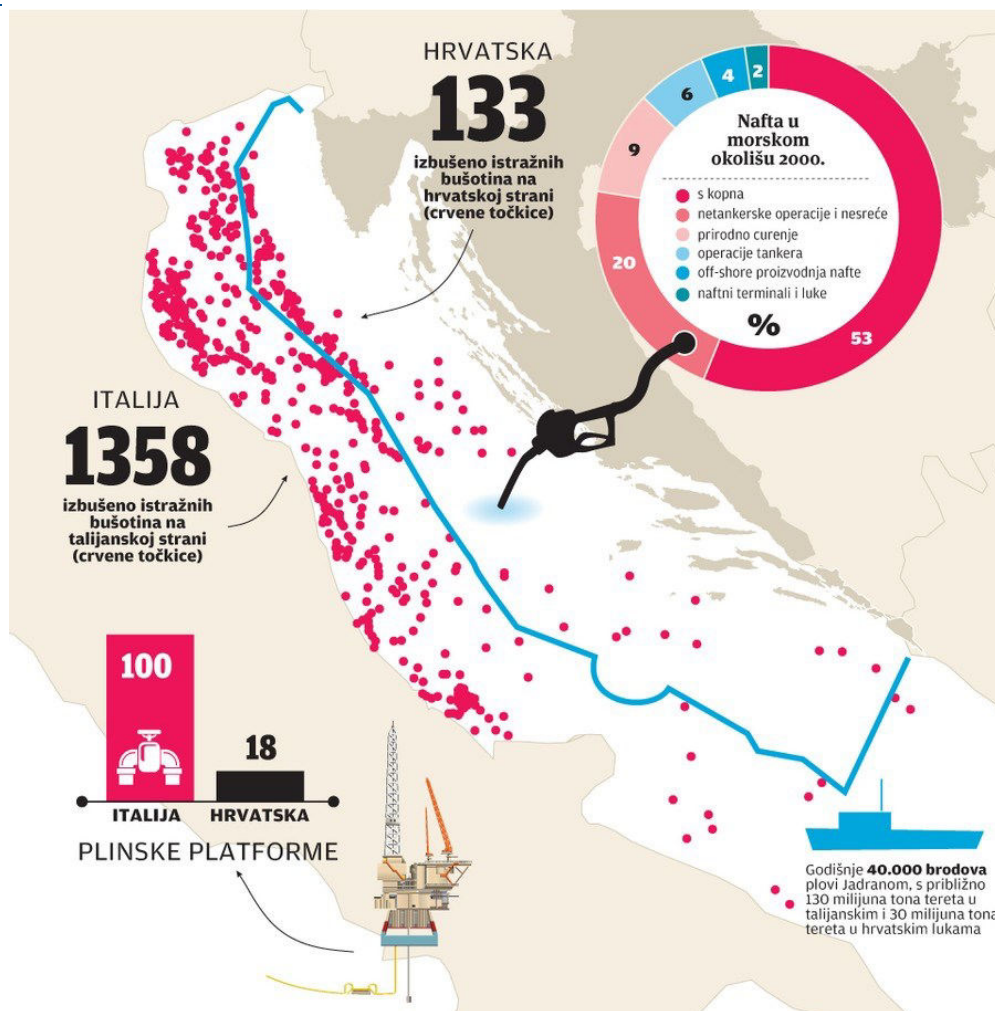 HRVATSKA
133
izbušeno istražnih
bušotina na
hrvatskoj strani
(crvene točkice)
2
4
6
9
20
53
Nafta u
morskom
okolišu 2000.
s kopna
netankerske operacije i nesreće
prirodno curenje
operacije tankera
off-shore proizvodnja nafte
naftni terminali i luke
%
ITALIJA
1358
izbušeno istražnih
bušotina na
talijanskoj strani
(crvene točkice)
100
18
ITALIJA
HRVATSKA
PLINSKE PLATFORME
Godišnje 40.000 brodova
plovi Jadranom, s približno
130 milijuna tona tereta u
talijanskim i 30 milijuna tona
tereta u hrvatskim lukama